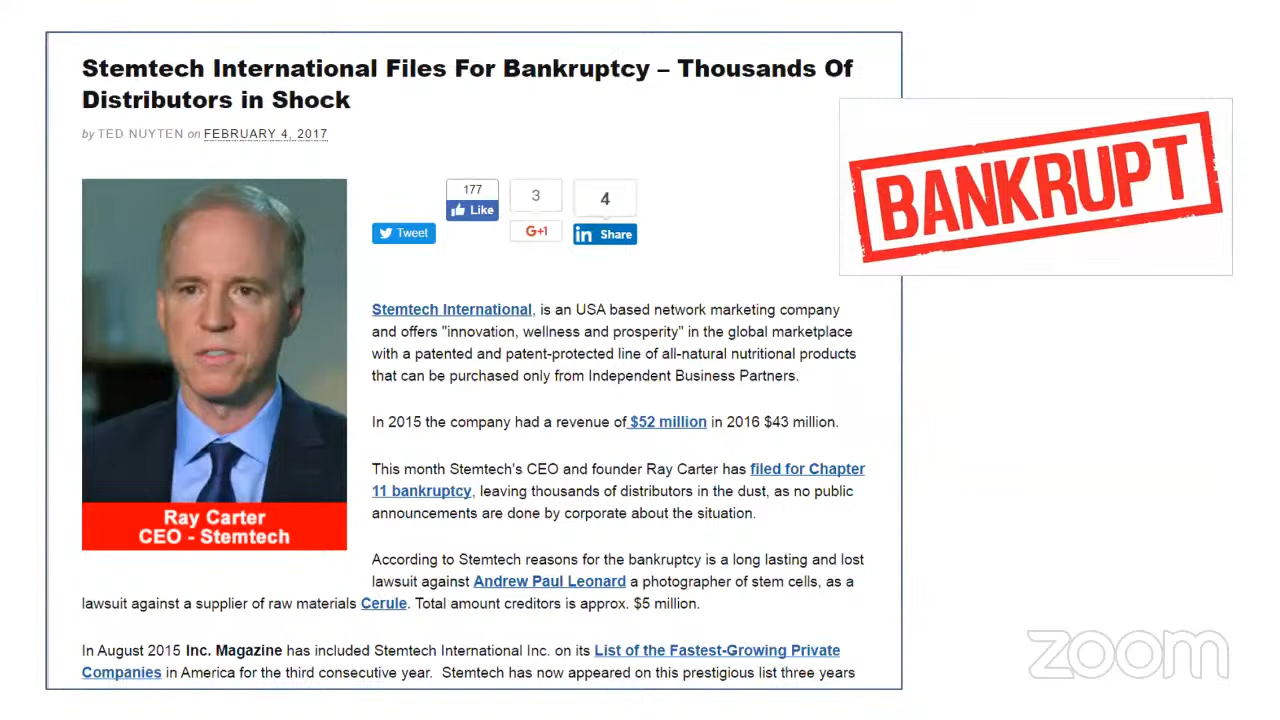 Stemtech International Files For Bankruptcy – Thousands Of
Distributors in Shock
by TED NUYTEN on FEBRUARY 4, 2017
177
Like
3
4
Tweet
G+1
in Share
BANKRUPT
Ray Carter
CEO - Stemtech
Stemtech International, is an USA based network marketing company
and offers "innovation, wellness and prosperity" in the global marketplace
with a patented and patent-protected line of all-natural nutritional products
that can be purchased only from Independent Business Partners.
In 2015 the company had a revenue of $52 million in 2016 $43 million.
This month Stemtech's CEO and founder Ray Carter has filed for Chapter
11 bankruptcy, leaving thousands of distributors in the dust, as no public
announcements are done by corporate about the situation.
According to Stemtech reasons for the bankruptcy is a long lasting and lost
lawsuit against Andrew Paul Leonard a photographer of stem cells, as a
lawsuit against a supplier of raw materials Cerule. Total amount creditors is approx. $5 million.
In August 2015 Inc. Magazine has included Stemtech International Inc. on its List of the Fastest-Growing Private
Companies in America for the third consecutive year. Stemtech has now appeared on this prestigious list three years
zoom